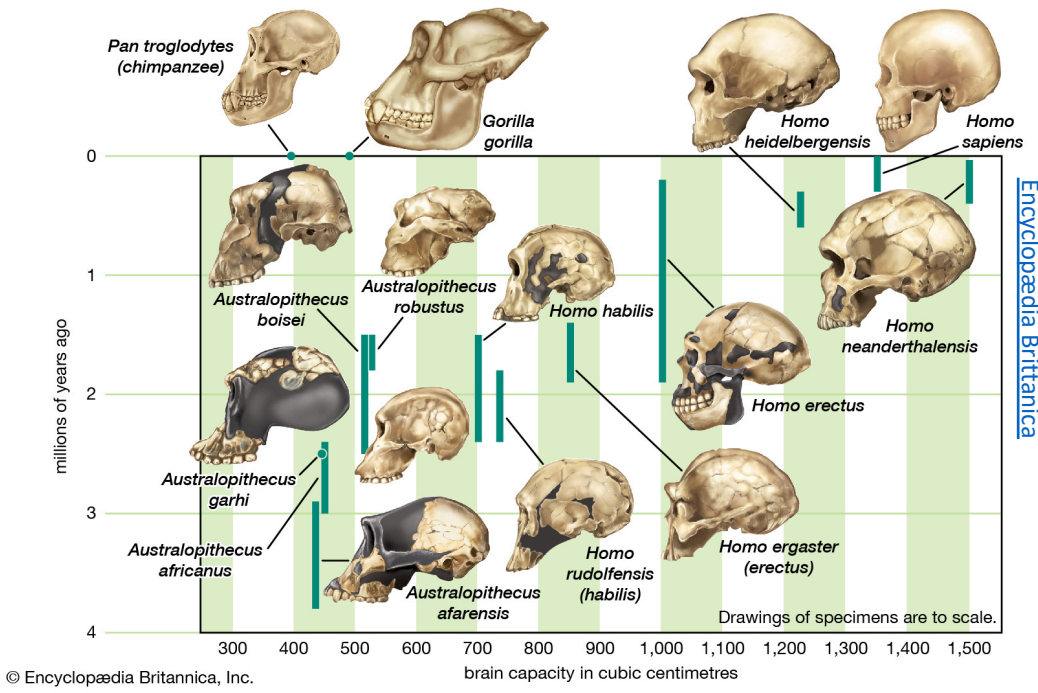 Pan troglodytes
(chimpanzee)
Gorilla
gorilla
Homo
heidelbergensis
Homo
sapiens
0
1
2
3
4
millions of years ago
Australopithecus
boisei
Australopithecus
robustus
Homo habilis
Homo
neanderthalensis
Homo erectus
Australopithecus
garhi
Australopithecus
africanus
Australopithecus
afarensis
Homo
rudolfensis
(habilis)
Homo ergaster
(erectus)
Drawings of specimens are to scale.
300 400 500 600 700 800 900 1,000 1,100 1,200 1,300 1,400 1,500
brain capacity in cubic centimetres
© Encyclopædia Britannica, Inc.
Encyclopædia Brittanica